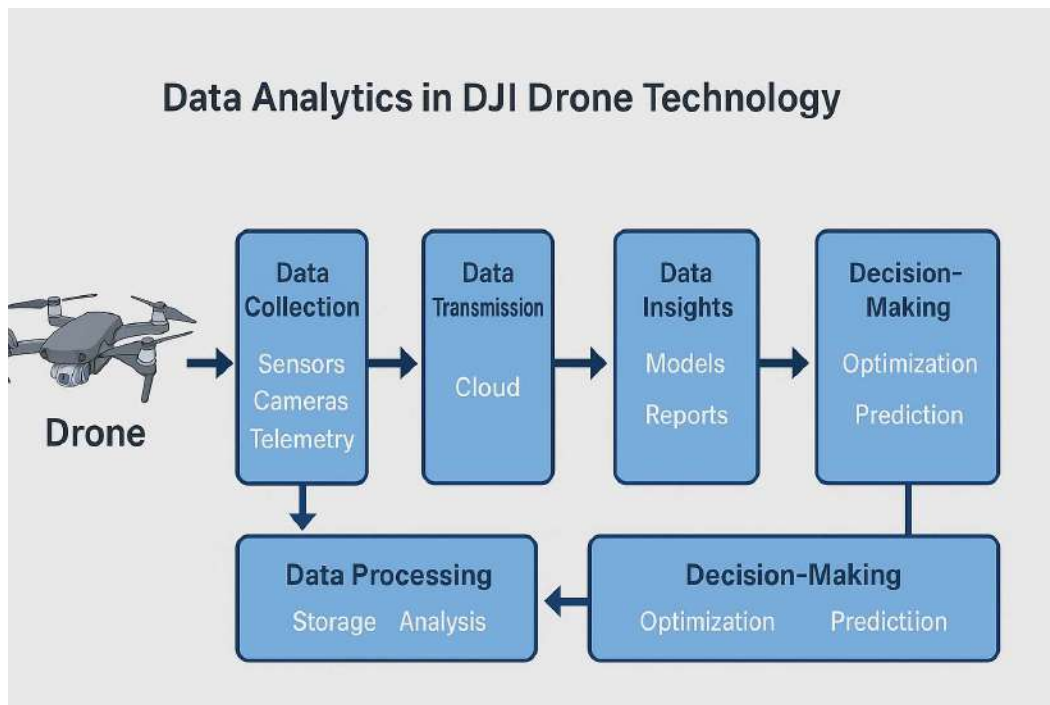 Data Analytics in DJI Drone Technology
Drone
Data
Collection
Sensors
Cameras
Telemetry
Data
Transmission
Cloud
Data
Insights
Models
Reports
Decision-
Making
Optimization
Prediction
Data Processing
Storage Analysis
Decision-Making
Optimization Predictiion